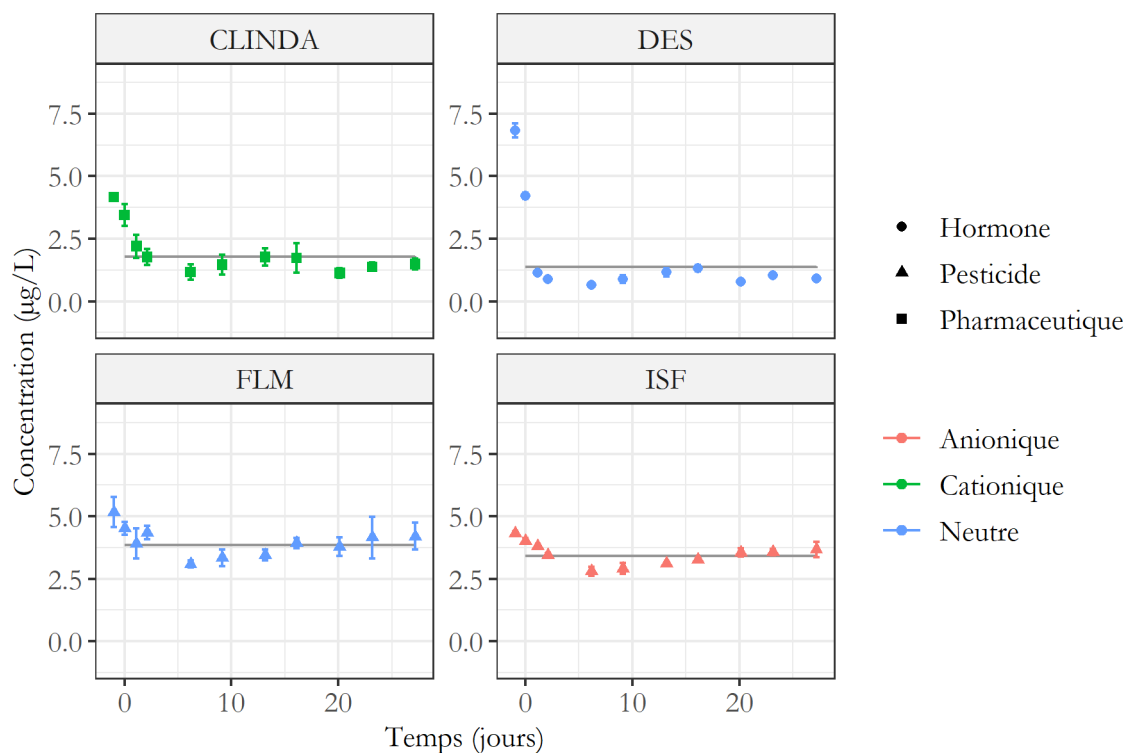 CLINDA
DES
7.5
5.0
2.5
0.0
7.5
5.0
2.5
0.0
FLM
ISF
7.5
5.0
2.5
0.0
7.5
5.0
2.5
0.0
0 10 20
0 10 20
Temps (jours)
Concentration (µg/L)
Hormone
Pesticide
Pharmaceutique
Anionique
Cationique
Neutre